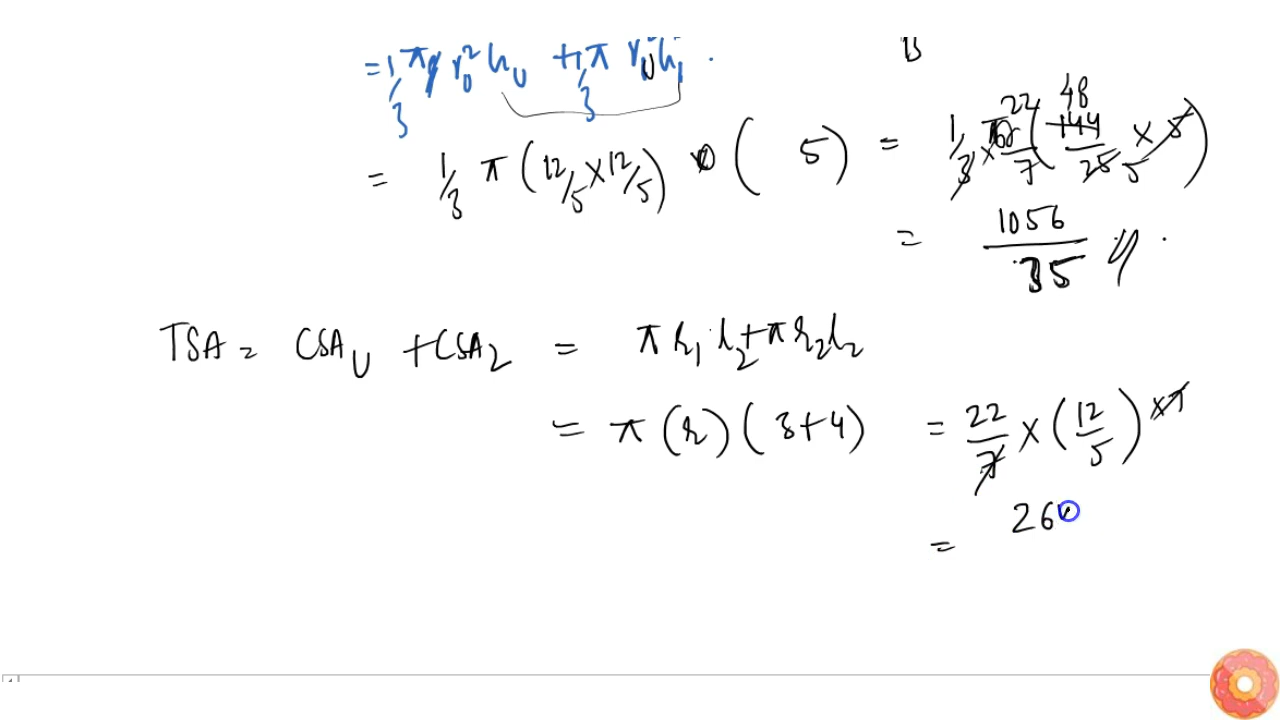 = 1/3 π r₀² h₀ + 1/3 π r₀² h₁ .
= 1/3 π (12/5 × 12/5) ( 5) = 1/3 × 22/7 ( 144/25 × 5 ) 48 5
= 1056/35
TSA = CSA₁ + CSA₂ = π r₁ l₂ + π r₂ l₂
= π (r) ( 3+4) = 22/7 × (12/5) × 7
= 26